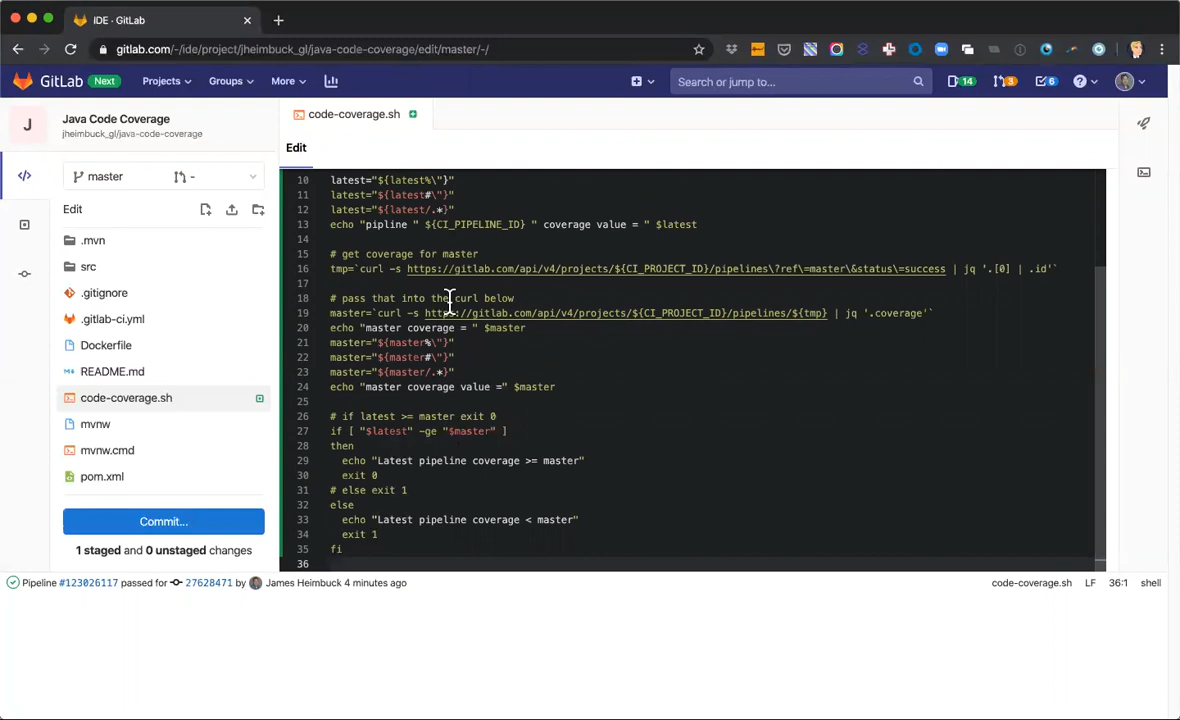 IDE · GitLab
gitlab.com/-/ide/project/jheimbuck_gl/java-code-coverage/edit/master/-/
GitLab Next Projects Groups More Search or jump to... 14 3 6
J Java Code Coverage
jheimbuck_gl/java-code-coverage
code-coverage.sh
Edit
master -
Edit
.mvn
src
.gitignore
.gitlab-ci.yml
Dockerfile
README.md
code-coverage.sh
mvnw
mvnw.cmd
pom.xml
Commit...
1 staged and 0 unstaged changes
10 latest="${latest%\"}"
11 latest="${latest#\"}"
12 latest="${latest/.*}"
13 echo "pipline " ${CI_PIPELINE_ID} " coverage value = " $latest
14
15 # get coverage for master
16 tmp=`curl -s https://gitlab.com/api/v4/projects/${CI_PROJECT_ID}/pipelines\?ref\=master\&status\=success | jq '.[0] | .id'`
17
18 # pass that into the curl below
19 master=`curl -s https://gitlab.com/api/v4/projects/${CI_PROJECT_ID}/pipelines/${tmp} | jq '.coverage'`
20 echo "master coverage = " $master
21 master="${master%\"}"
22 master="${master#\"}"
23 master="${master/.*}"
24 echo "master coverage value =" $master
25
26 # if latest >= master exit 0
27 if [ "$latest" -ge "$master" ]
28 then
29 echo "Latest pipeline coverage >= master"
30 exit 0
31 # else exit 1
32 else
33 echo "Latest pipeline coverage < master"
34 exit 1
35 fi
36
Pipeline #123026117 passed for 27628471 by James Heimbuck 4 minutes ago
code-coverage.sh LF 36:1 shell